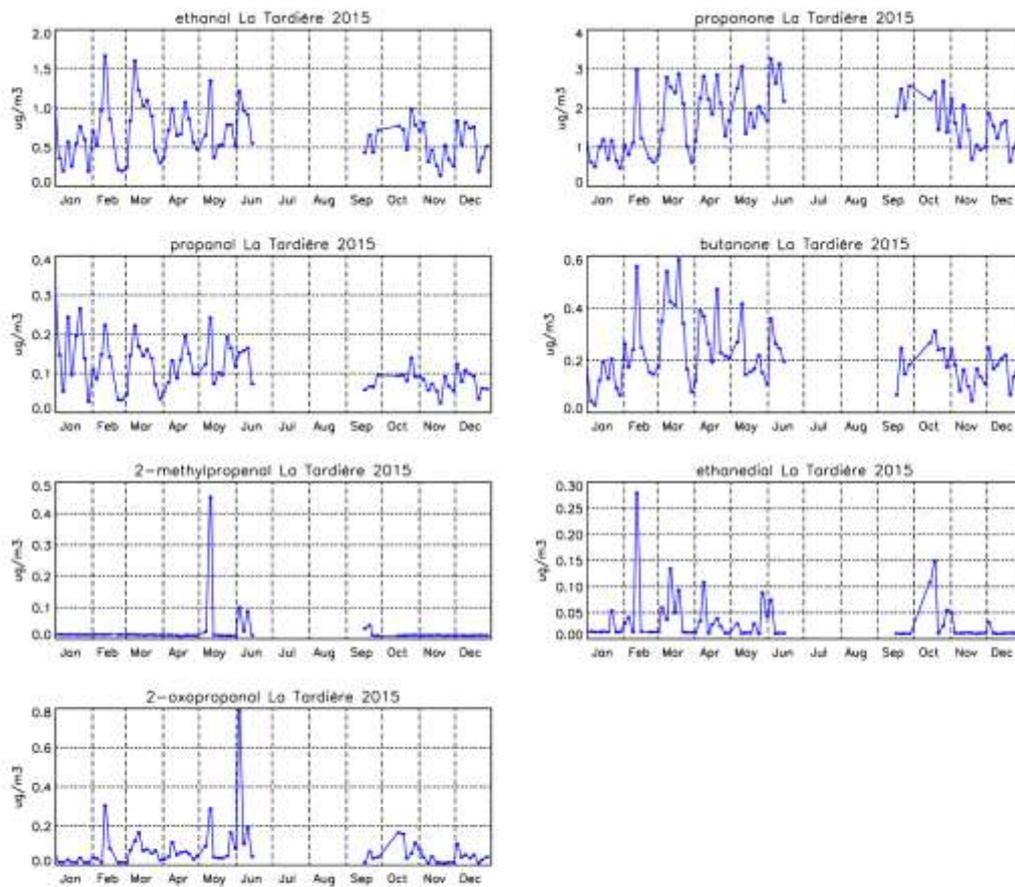 ethanal La Tardière 2015
ug/m3
2.0
1.5
1.0
0.5
0.0
Jan Feb Mar Apr May Jun Jul Aug Sep Oct Nov Dec
propanone La Tardière 2015
ug/m3
4
3
2
1
0
Jan Feb Mar Apr May Jun Jul Aug Sep Oct Nov Dec
propanal La Tardière 2015
ug/m3
0.4
0.3
0.2
0.1
0.0
Jan Feb Mar Apr May Jun Jul Aug Sep Oct Nov Dec
butanone La Tardière 2015
ug/m3
0.6
0.4
0.2
0.0
Jan Feb Mar Apr May Jun Jul Aug Sep Oct Nov Dec
2-methylpropenal La Tardière 2015
ug/m3
0.5
0.4
0.3
0.2
0.1
0.0
Jan Feb Mar Apr May Jun Jul Aug Sep Oct Nov Dec
ethanedial La Tardière 2015
ug/m3
0.30
0.25
0.20
0.15
0.10
0.05
0.00
Jan Feb Mar Apr May Jun Jul Aug Sep Oct Nov Dec
2-oxopropanal La Tardière 2015
ug/m3
0.8
0.6
0.4
0.2
0.0
Jan Feb Mar Apr May Jun Jul Aug Sep Oct Nov Dec